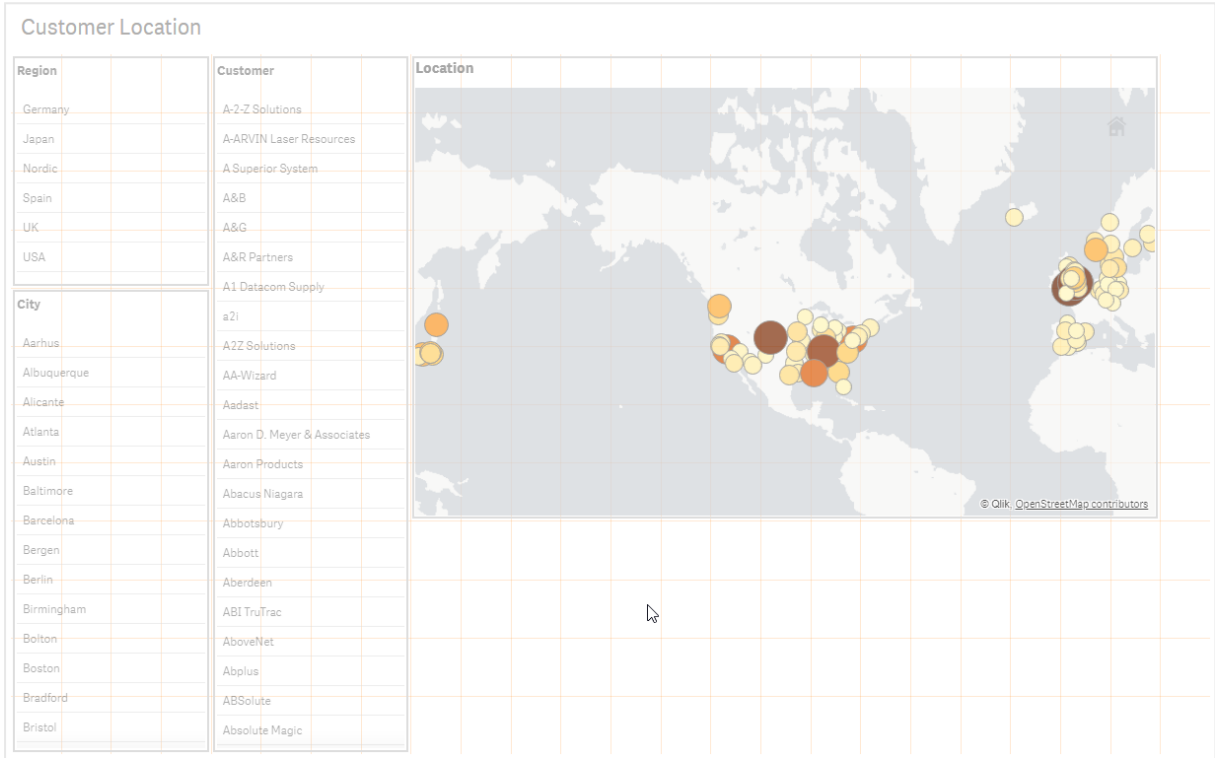 Customer Location
Region
Germany
Japan
Nordic
Spain
UK
USA
City
Aarhus
Albuquerque
Alicante
Atlanta
Austin
Baltimore
Barcelona
Bergen
Berlin
Birmingham
Bolton
Boston
Bradford
Bristol
Customer
A-2-Z Solutions
A-ARVIN Laser Resources
A Superior System
A&B
A&G
A&R Partners
A1 Datacom Supply
a2i
A2Z Solutions
AA-Wizard
Aadast
Aaron D. Meyer & Associates
Aaron Products
Abacus Niagara
Abbotsbury
Abbott
Aberdeen
ABI TruTrac
AboveNet
Abplus
ABSolute
Absolute Magic
Location
© Qlik, OpenStreetMap contributors